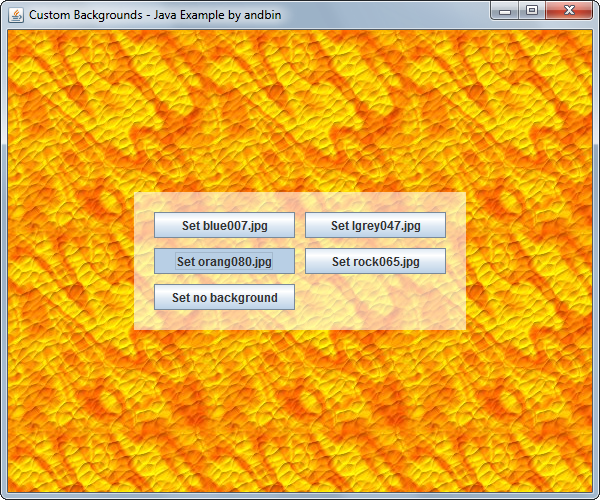 Custom Backgrounds - Java Example by andbin
Set blue007.jpg
Set lgrey047.jpg
Set orang080.jpg
Set rock065.jpg
Set no background